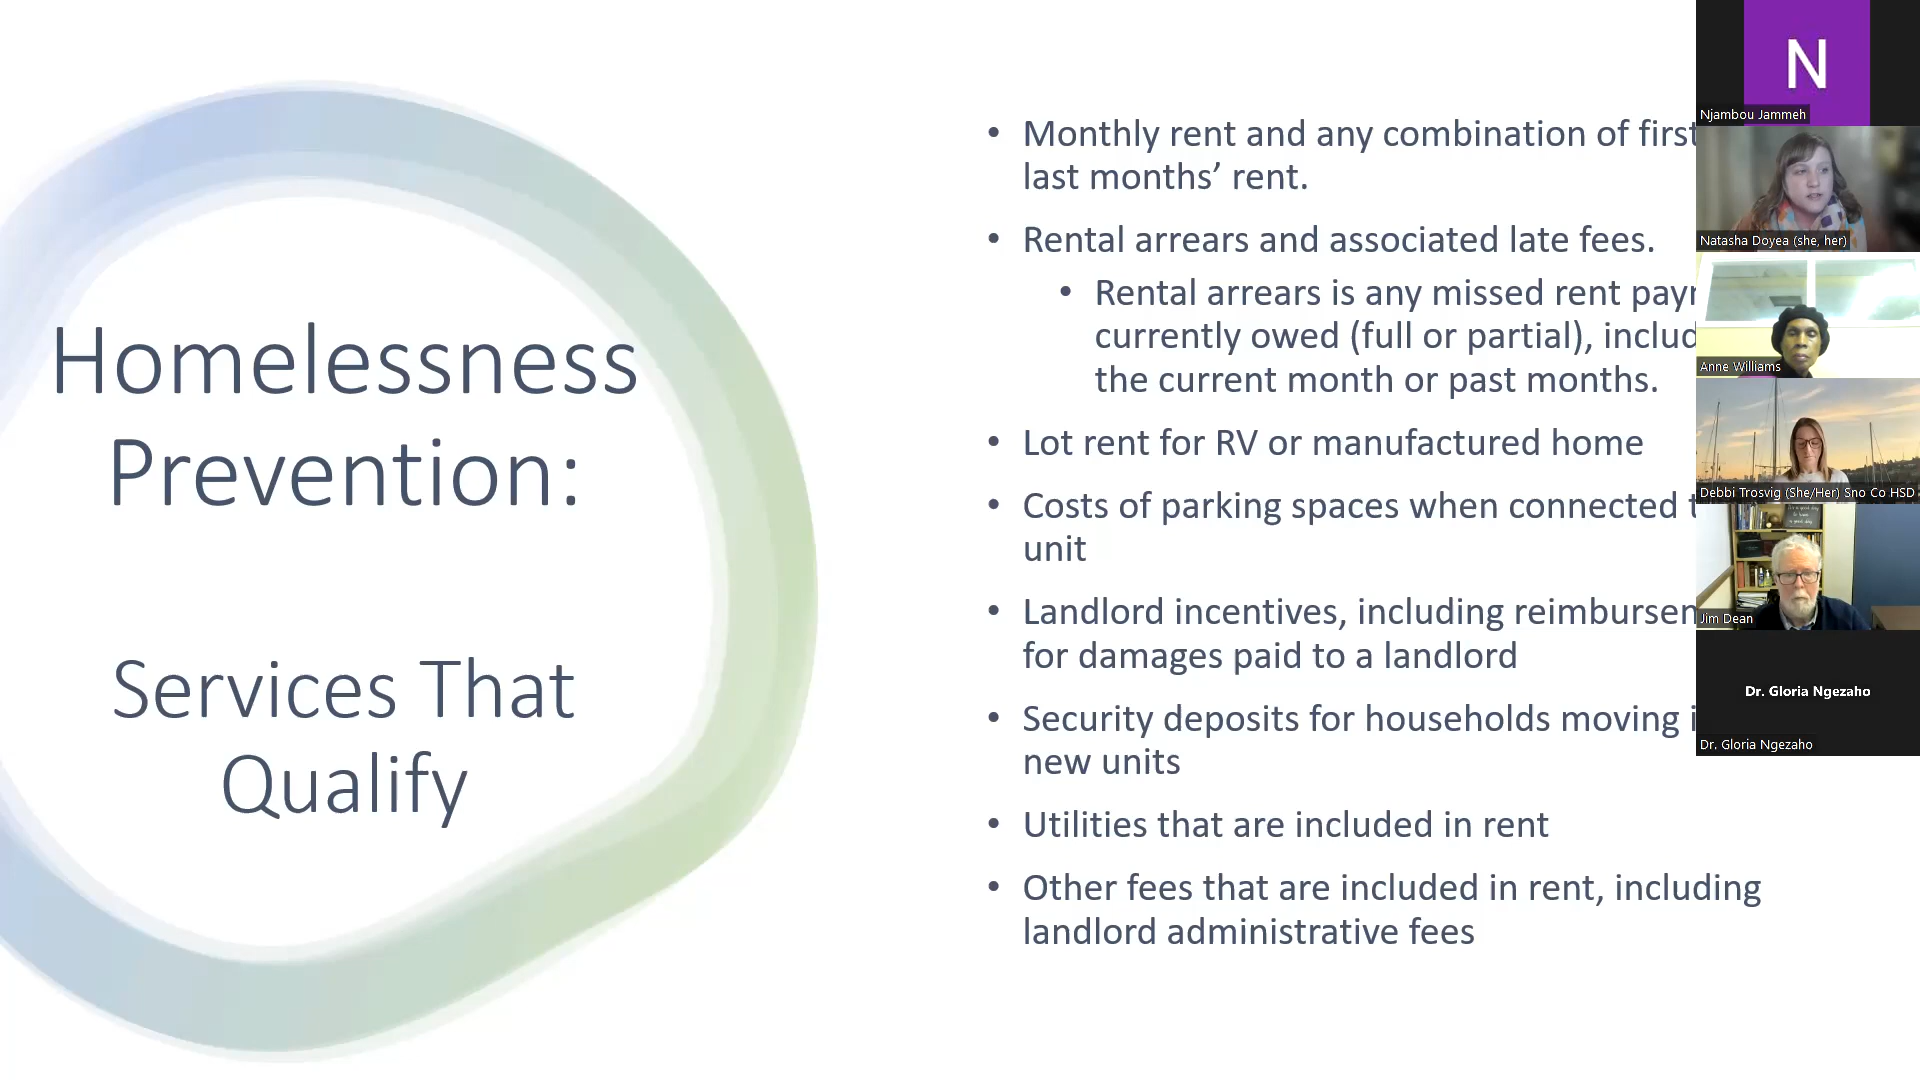 Homelessness
Prevention:
Services That
Qualify
• Monthly rent and any combination of first
last months’ rent.
• Rental arrears and associated late fees.
• Rental arrears is any missed rent
currently owed (full or partial),
the current month or past months.
• Lot rent for RV or manufactured home
• Costs of parking spaces when connected
unit
• Landlord incentives, including
for damages paid to a landlord
• Security deposits for households moving
new units
• Utilities that are included in rent
• Other fees that are included in rent, including
landlord administrative fees
N
Njambou Jammeh
Natasha Doyea (she, her)
Anne Williams
Debbi Trosvig (She/Her) Sno Co HSD
Jim Dean
Dr. Gloria Ngezaho
Dr. Gloria Ngezaho